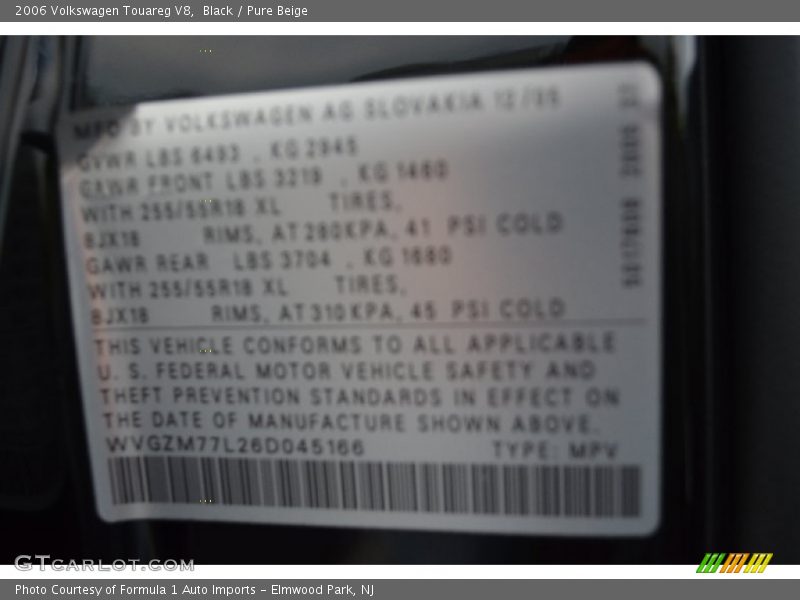 2006 Volkswagen Touareg V8,  Black / Pure Beige
MFD BY VOLKSWAGEN AG SLOVAKIA 12/05
GVWR LBS 6493 , KG 2945
GAWR FRONT LBS 3219 , KG 1460
WITH 255/55R18 XL TIRES,
8JX18 RIMS, AT 280 KPA, 41 PSI COLD
GAWR REAR LBS 3704 , KG 1680
WITH 255/55R18 XL TIRES,
8JX18 RIMS, AT 310 KPA, 45 PSI COLD
THIS VEHICLE CONFORMS TO ALL APPLICABLE
U. S. FEDERAL MOTOR VEHICLE SAFETY AND
THEFT PREVENTION STANDARDS IN EFFECT ON
THE DATE OF MANUFACTURE SHOWN ABOVE.
WVGZM77L26D045166 TYPE: MPV
GTcarlot.com
Photo Courtesy of Formula 1 Auto Imports - Elmwood Park, NJ